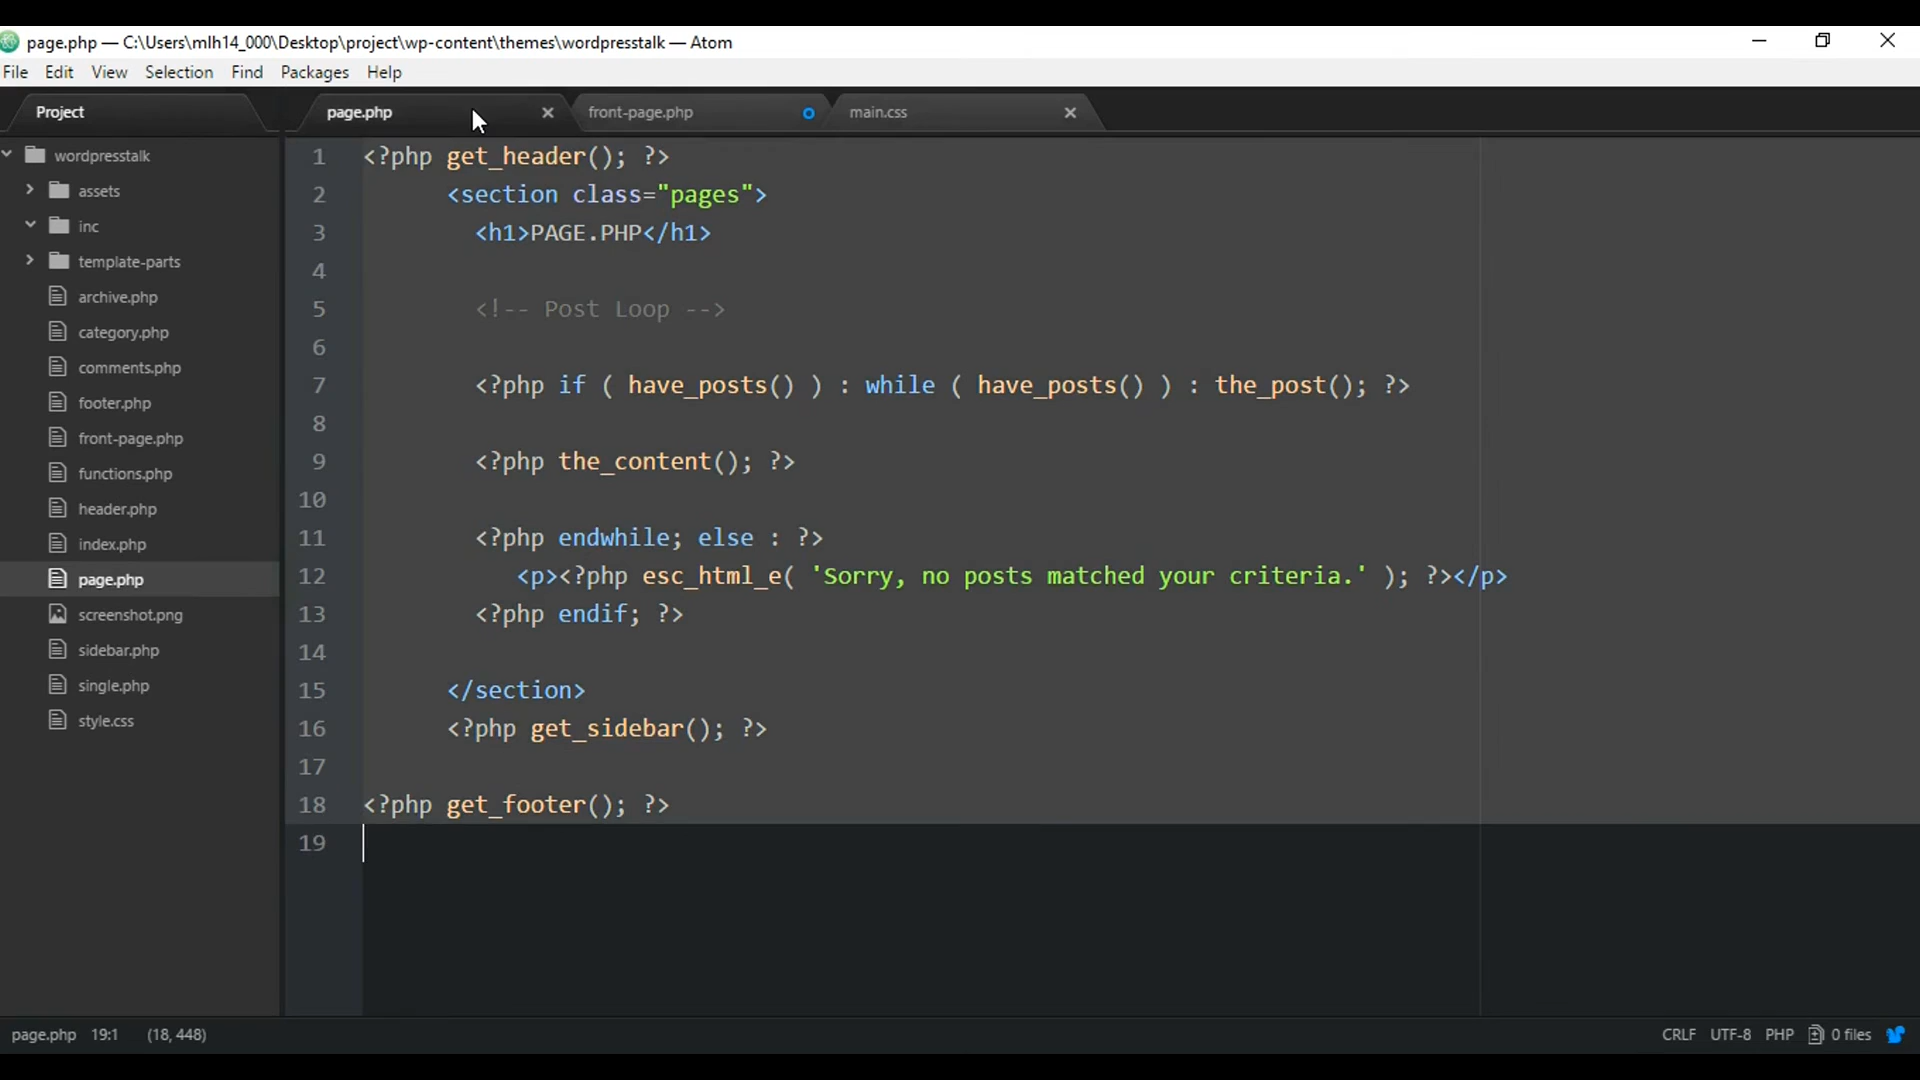 page.php — C:\Users\mlh14_000\Desktop\project\wp-content\themes\wordpresstalk — Atom
File Edit View Selection Find Packages Help
Project
page.php
front-page.php
main.css
wordpresstalk
assets
inc
template-parts
archive.php
category.php
comments.php
footer.php
front-page.php
functions.php
header.php
index.php
page.php
screenshot.png
sidebar.php
single.php
style.css
1 <?php get_header(); ?>
2 <section class="pages">
3 <h1>PAGE.PHP</h1>
4
5 <!-- Post Loop -->
6
7 <?php if ( have_posts() ) : while ( have_posts() ) : the_post(); ?>
8
9 <?php the_content(); ?>
10
11 <?php endwhile; else : ?>
12 <p><?php esc_html_e( 'Sorry, no posts matched your criteria.' ); ?></p>
13 <?php endif; ?>
14
15 </section>
16 <?php get_sidebar(); ?>
17
18 <?php get_footer(); ?>
19
page.php 19:1 (18, 448)
CRLF UTF-8 PHP 0 files